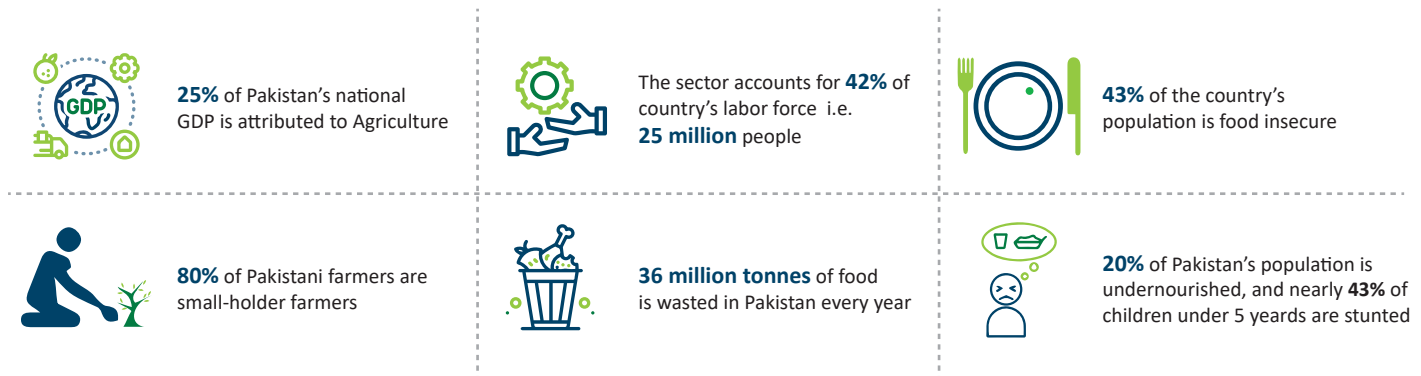 GDP
25% of Pakistan's national
GDP is attributed to Agriculture
The sector accounts for 42% of
country's labor force  i.e.
25 million people
43% of the country's
population is food insecure
80% of Pakistani farmers are
small-holder farmers
36 million tonnes of food
is wasted in Pakistan every year
20% of Pakistan's population is
undernourished, and nearly 43% of
children under 5 yeards are stunted